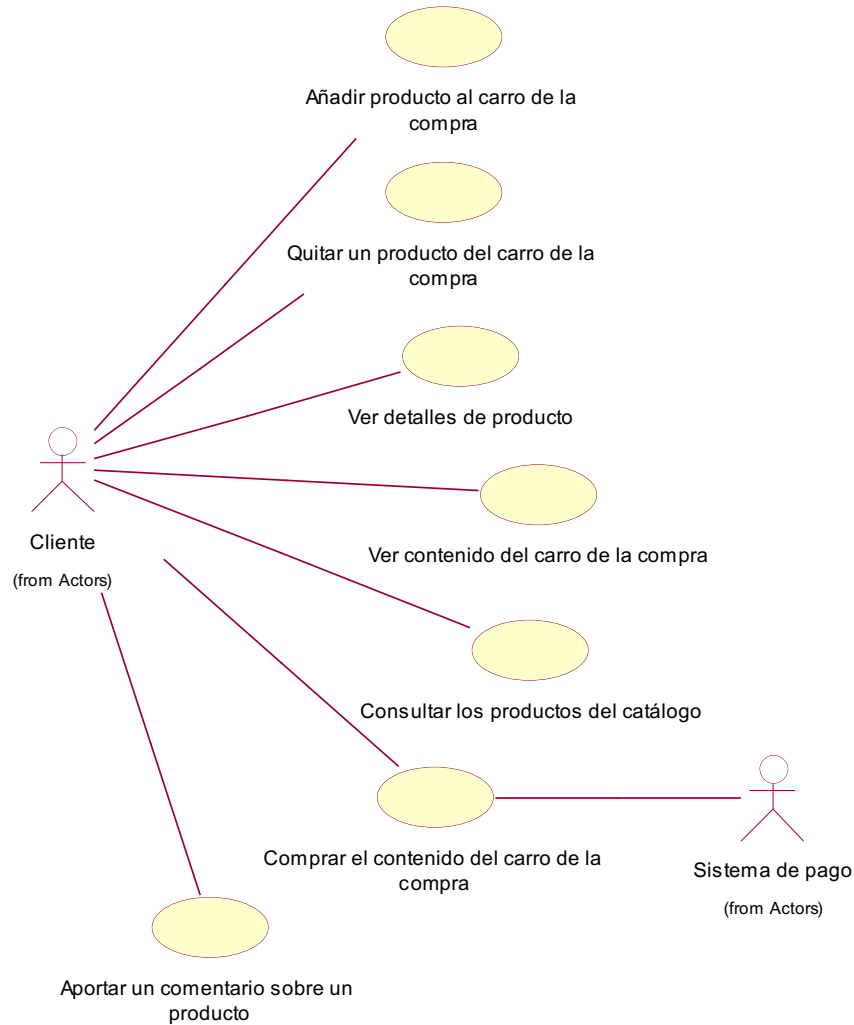 Añadir producto al carro de la
compra
Quitar un producto del carro de la
compra
Ver detalles de producto
Ver contenido del carro de la compra
Cliente
(from Actors)
Consultar los productos del catálogo
Comprar el contenido del carro de la
compra
Sistema de pago
(from Actors)
Aportar un comentario sobre un
producto